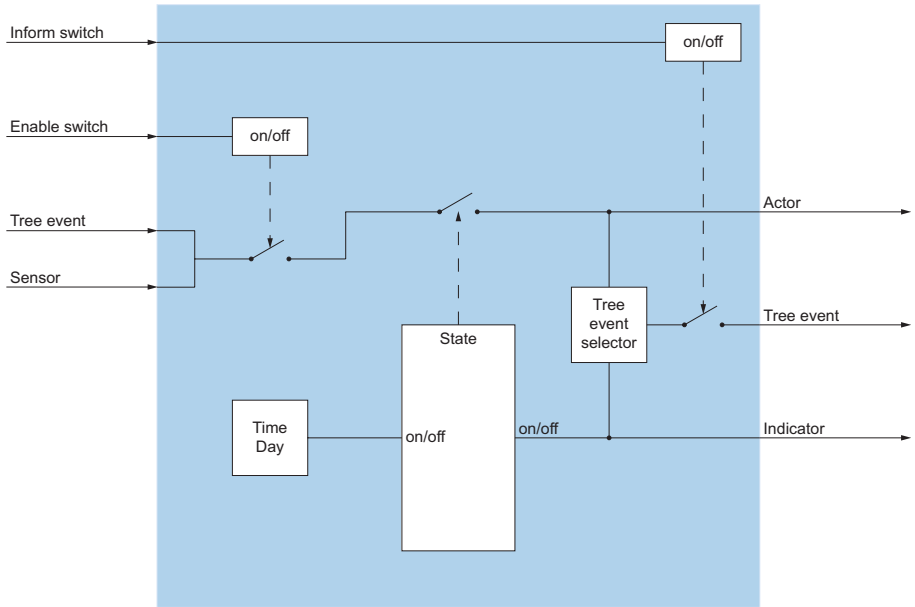 Inform switch
on/off
Enable switch
on/off
Tree event
Sensor
Actor
Tree
event
selector
Tree event
State
Time
Day
on/off
on/off
Indicator